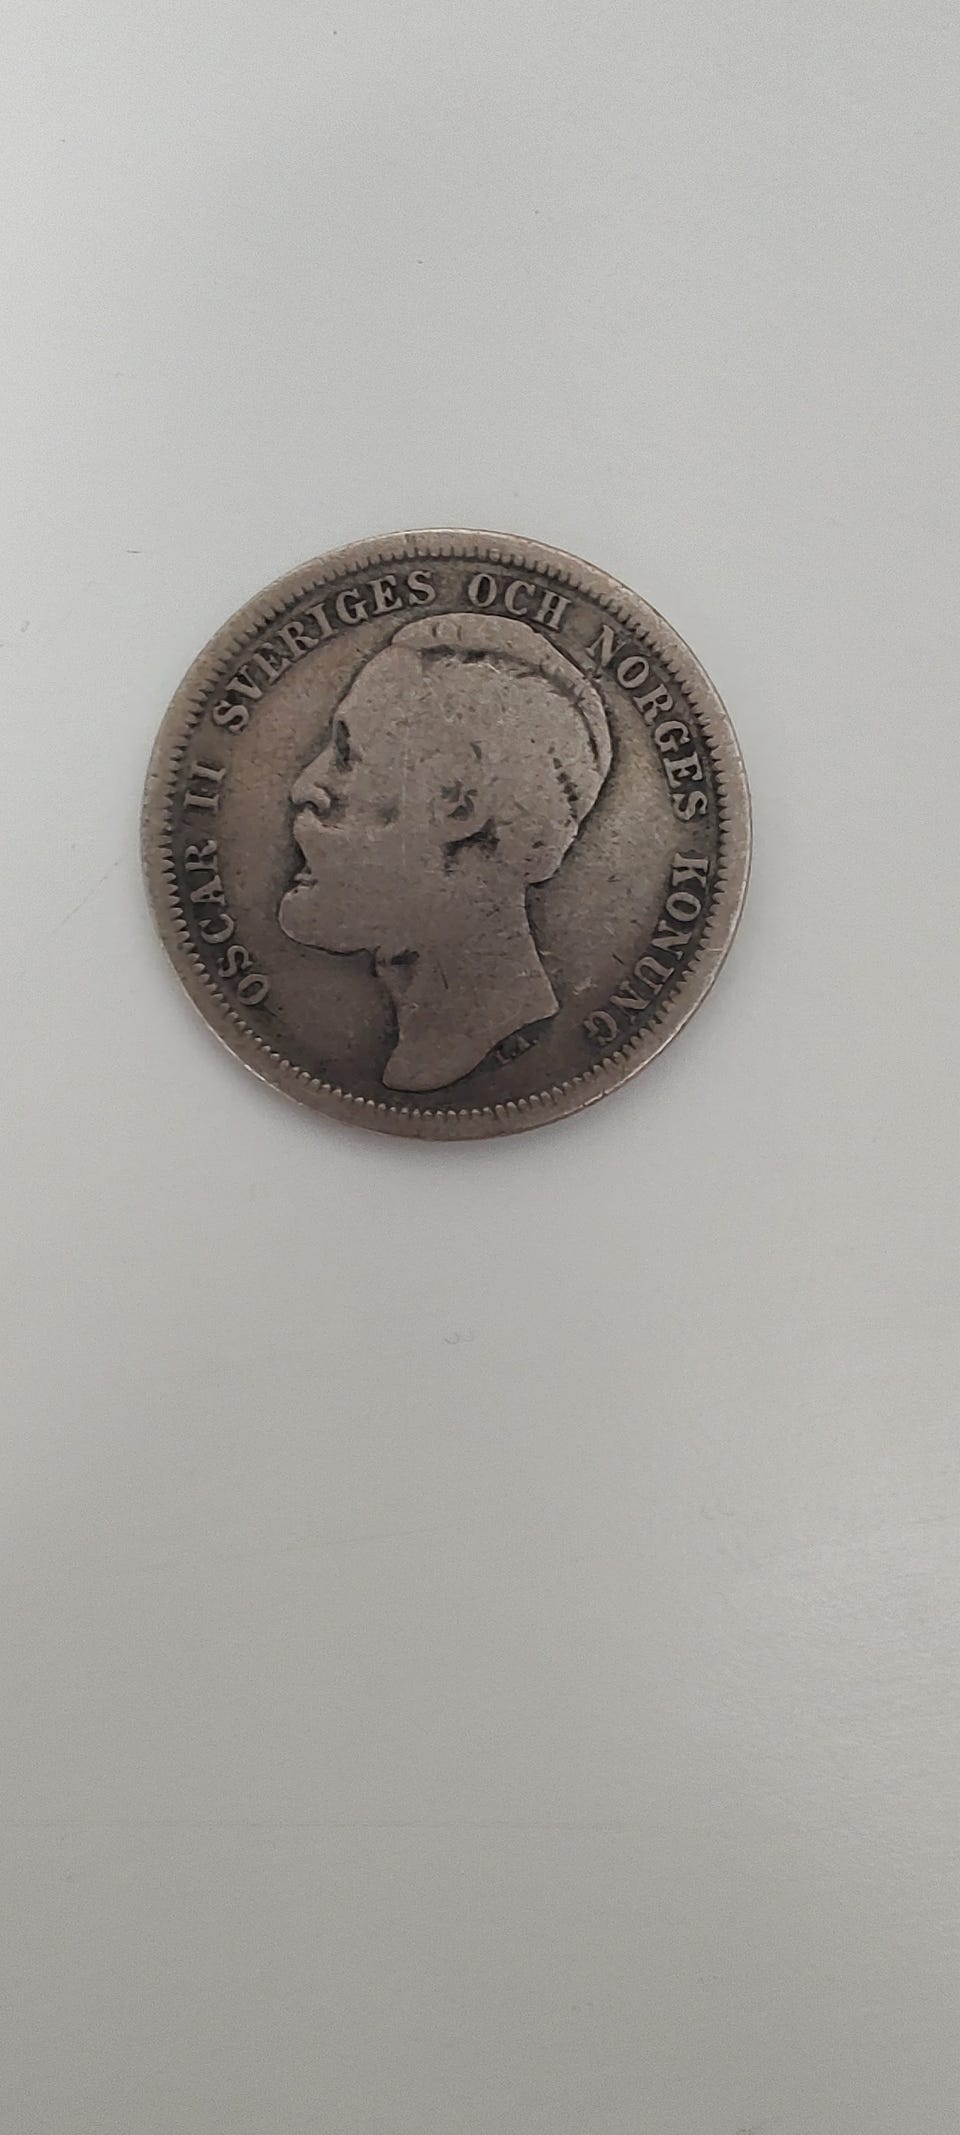 OSCAR II SVERIGES OCH NORGES KONUNG
L.A.